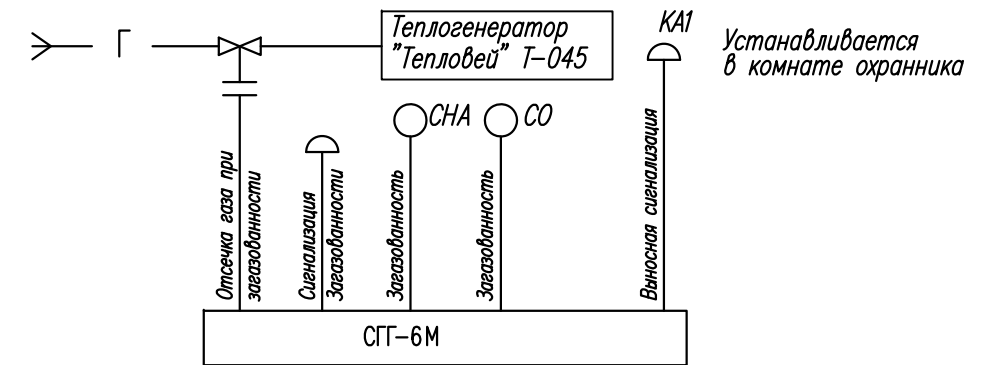 Г
Теплогенератор
"Тепловей" Т-045
КА1
Устанавливается
в комнате охранника
СНА
СО
Отсечка газа при
загазованности
Сигнализация
Загазованности
Загазованность
Загазованность
Выносная сигнализация
СГГ-6М